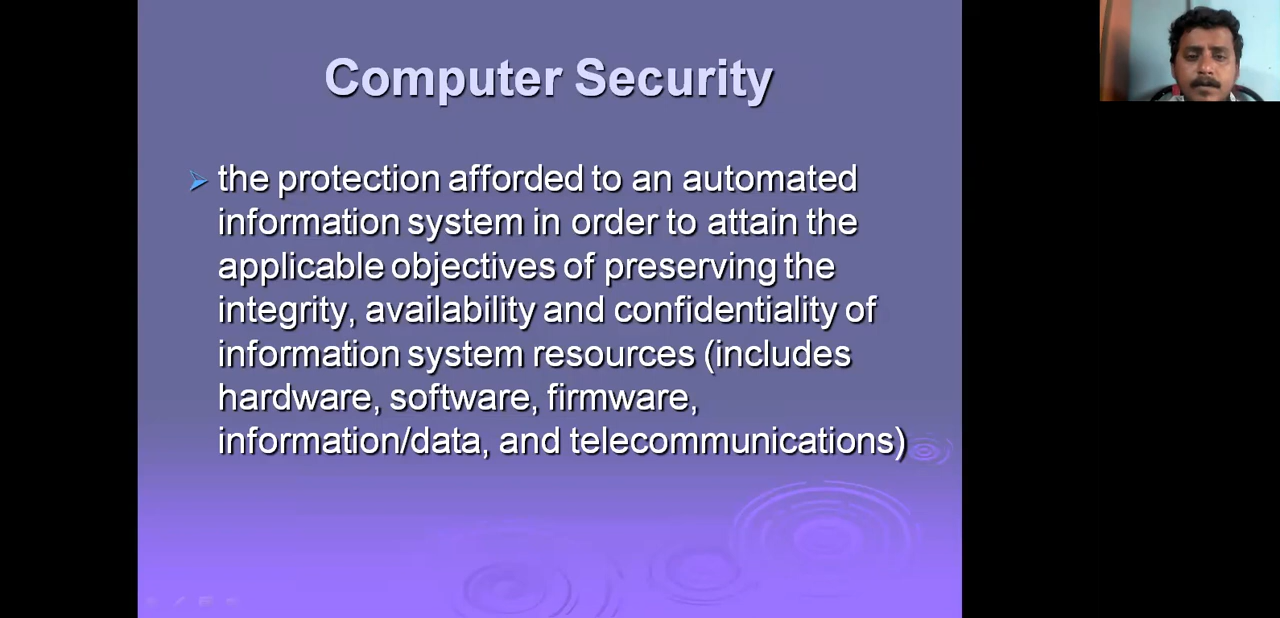 Computer Security
the protection afforded to an automated
information system in order to attain the
applicable objectives of preserving the
integrity, availability and confidentiality of
information system resources (includes
hardware, software, firmware,
information/data, and telecommunications)